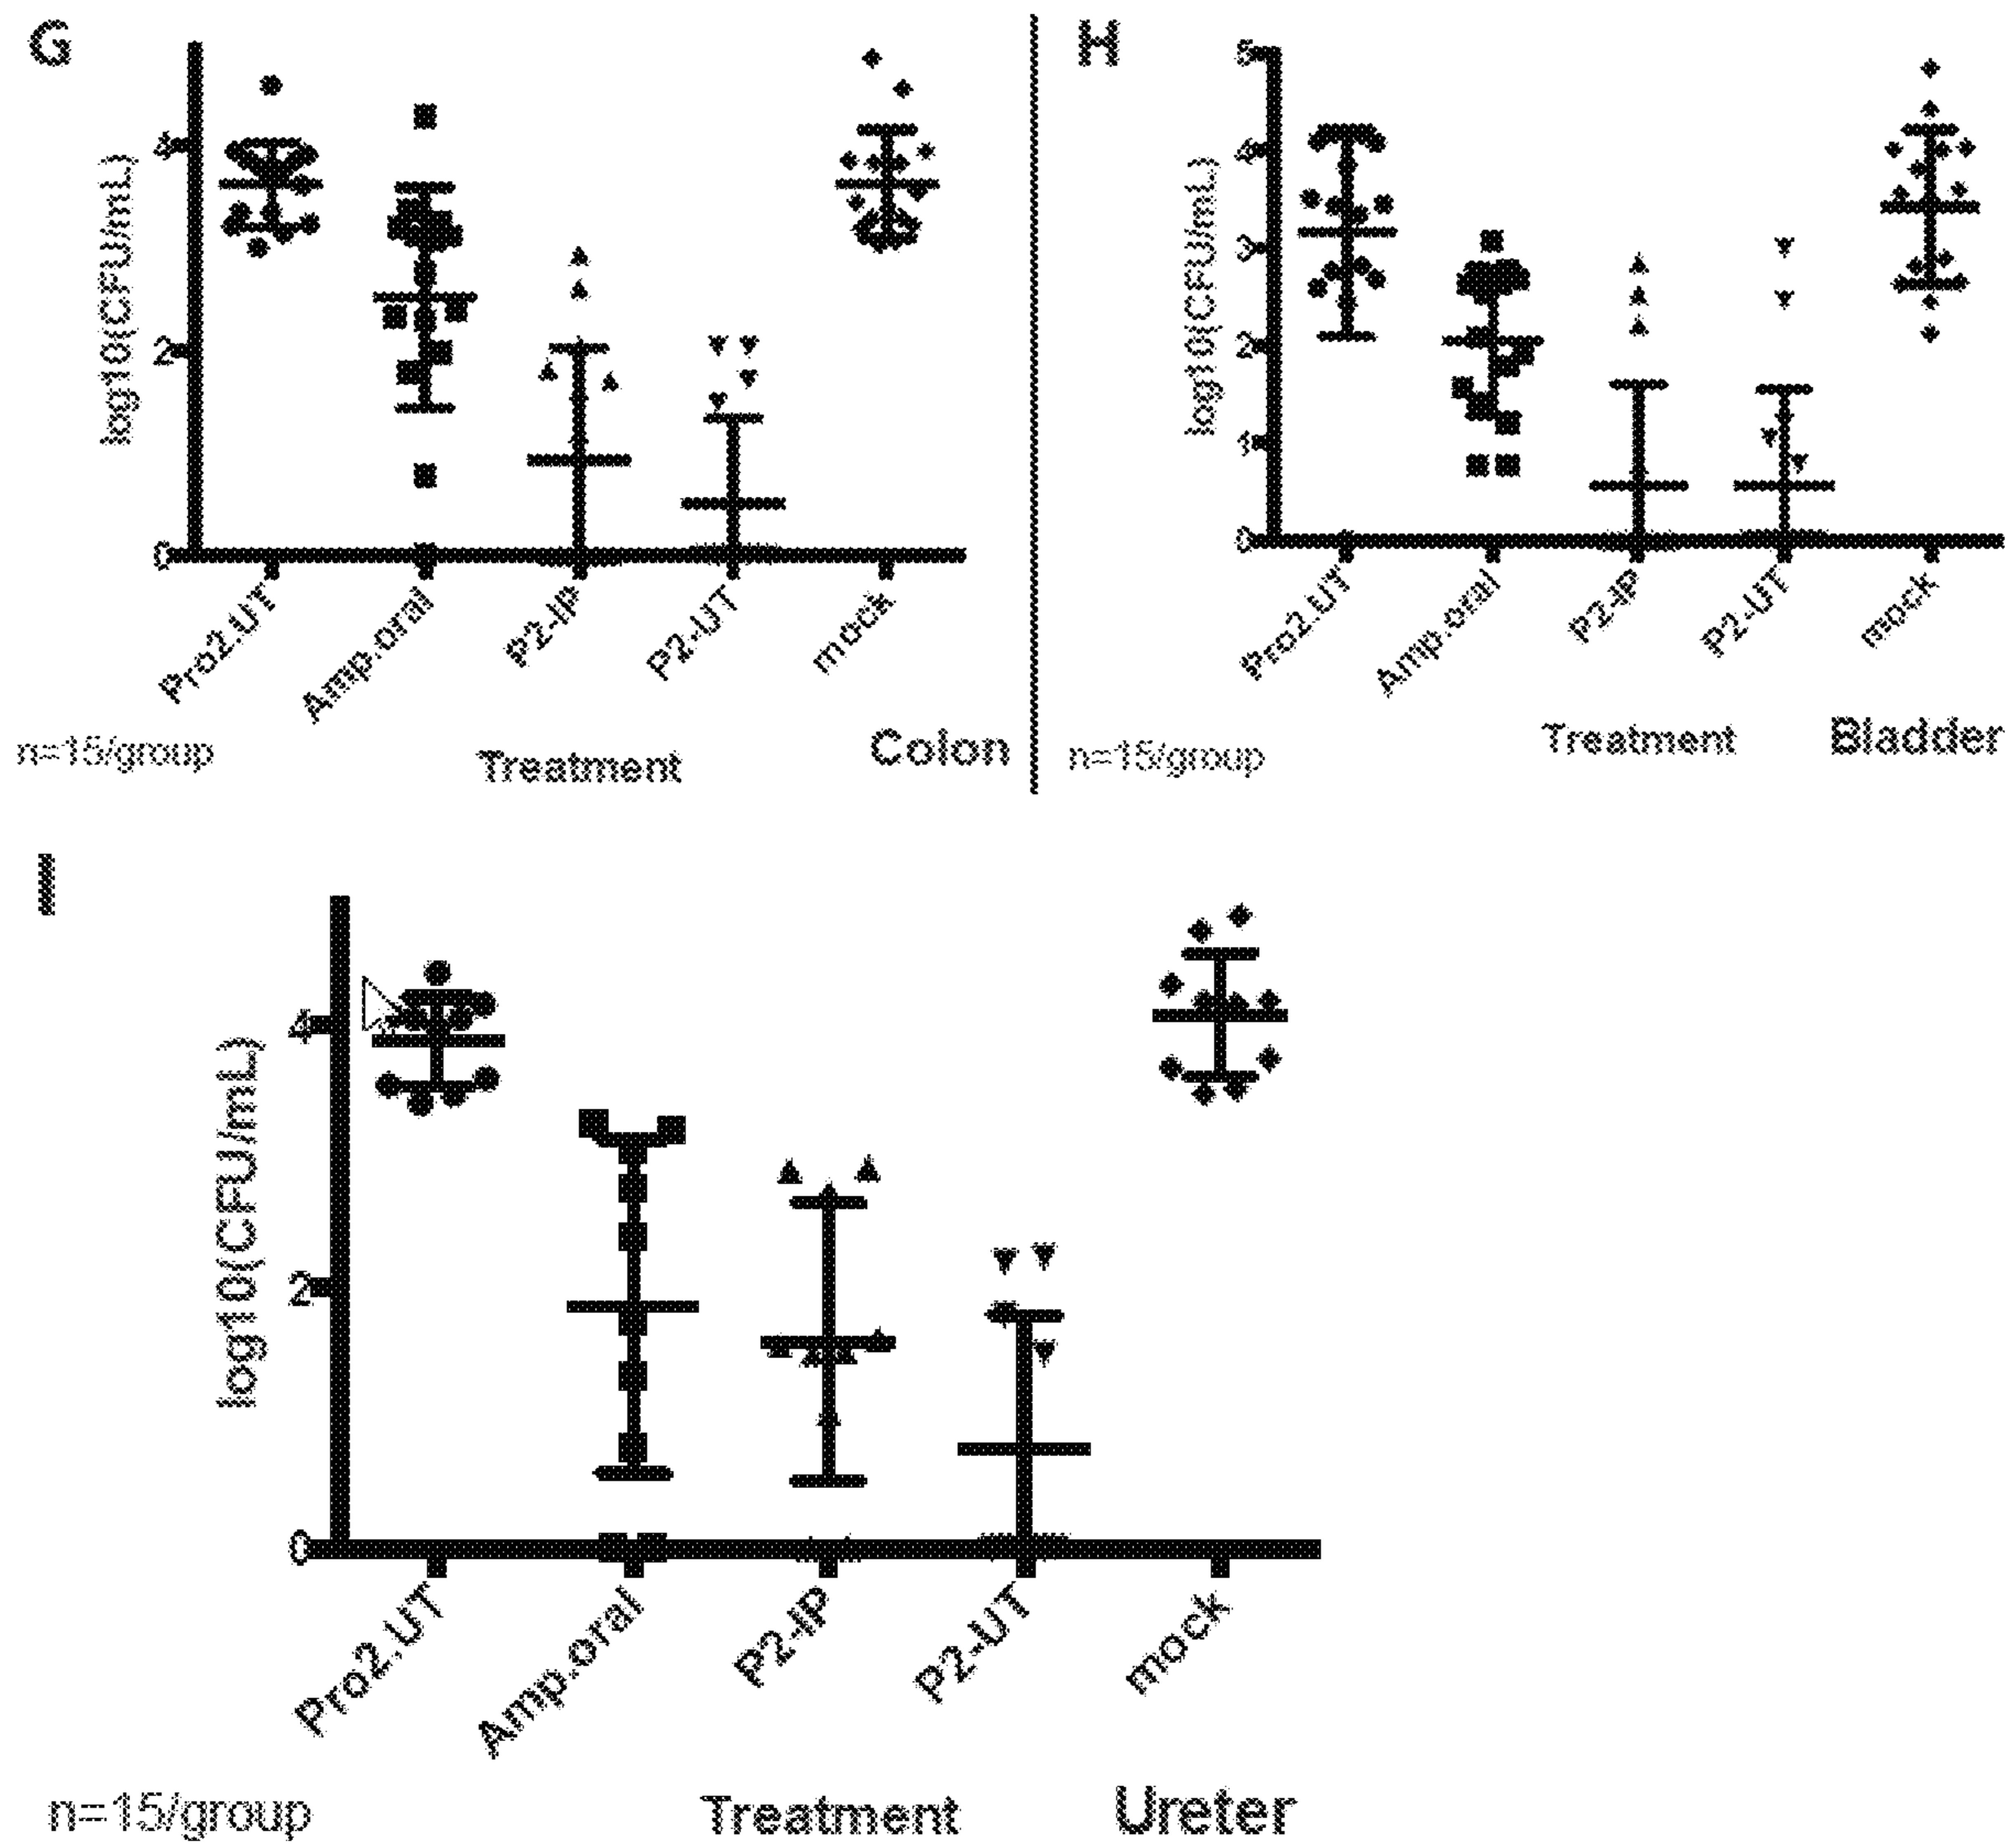 G
log10(CFU/mL)
4
2
0
Pro2.UT
Amp.oral
P2-IP
P2-UT
mock
n=15/group
Treatment
Colon
H
log10(CFU/mL)
5
4
3
2
1
0
Pro2.UT
Amp.oral
P2-IP
P2-UT
mock
n=15/group
Treatment
Bladder
I
log10(CFU/mL)
4
2
0
Pro2.UT
Amp.oral
P2-IP
P2-UT
mock
n=15/group
Treatment
Ureter